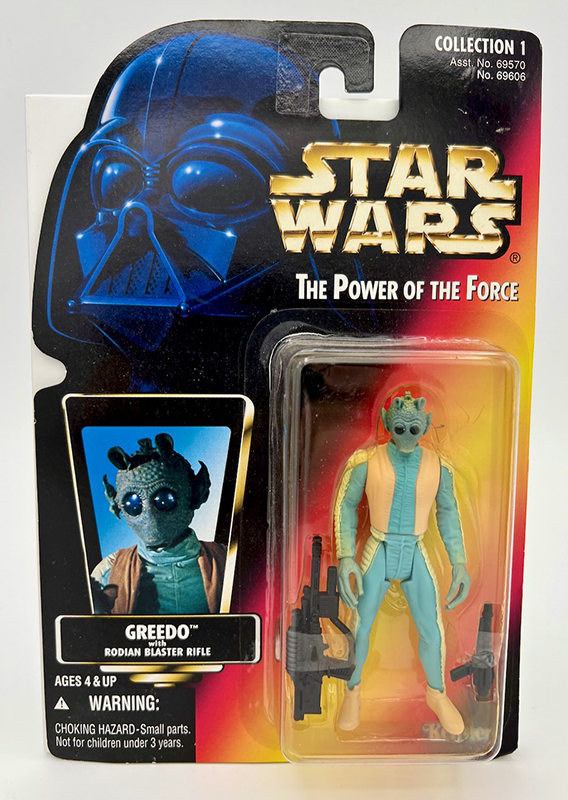 COLLECTION 1
Asst. No. 69570
No. 69606
STAR
WARS®
THE POWER OF THE FORCE
GREEDO™
with
RODIAN BLASTER RIFLE
AGES 4 & UP
WARNING:
CHOKING HAZARD-Small parts.
Not for children under 3 years.
Kenner